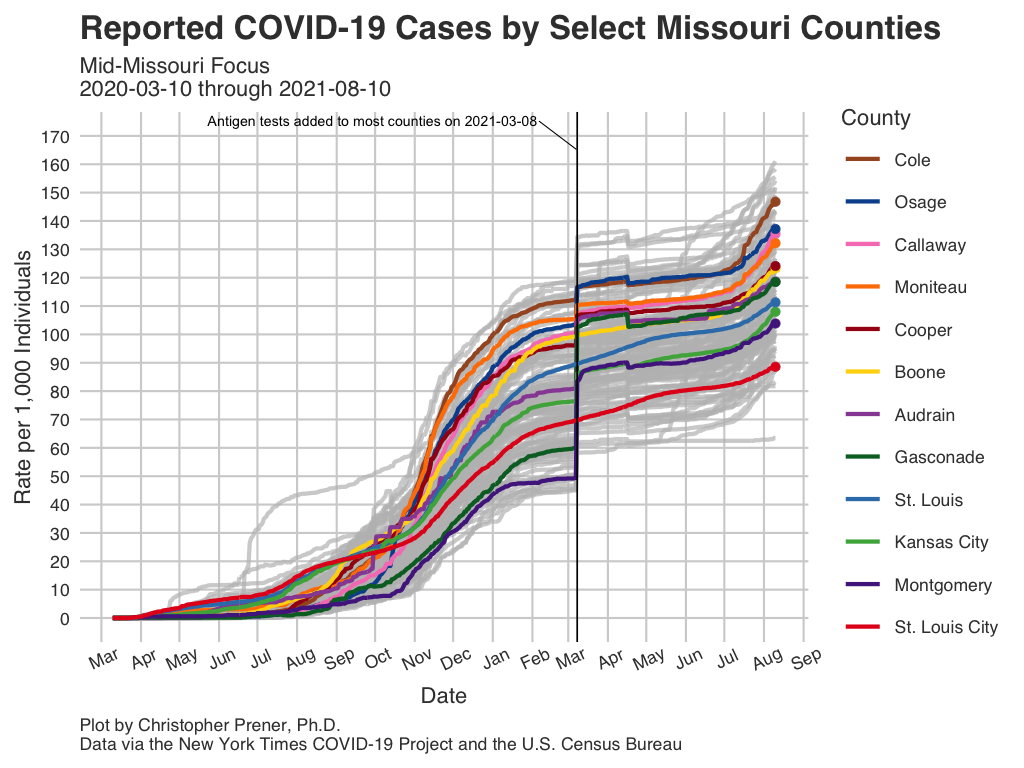 Reported COVID-19 Cases by Select Missouri Counties
Mid-Missouri Focus
2020-03-10 through 2021-08-10
Antigen tests added to most counties on 2021-03-08
Rate per 1,000 Individuals
170
160
150
140
130
120
110
100
90
80
70
60
50
40
30
20
10
0
Mar Apr May Jun Jul Aug Sep Oct Nov Dec Jan Feb Mar Apr May Jun Jul Aug Sep
Date
County
Cole
Osage
Callaway
Moniteau
Cooper
Boone
Audrain
Gasconade
St. Louis
Kansas City
Montgomery
St. Louis City
Plot by Christopher Prener, Ph.D.
Data via the New York Times COVID-19 Project and the U.S. Census Bureau